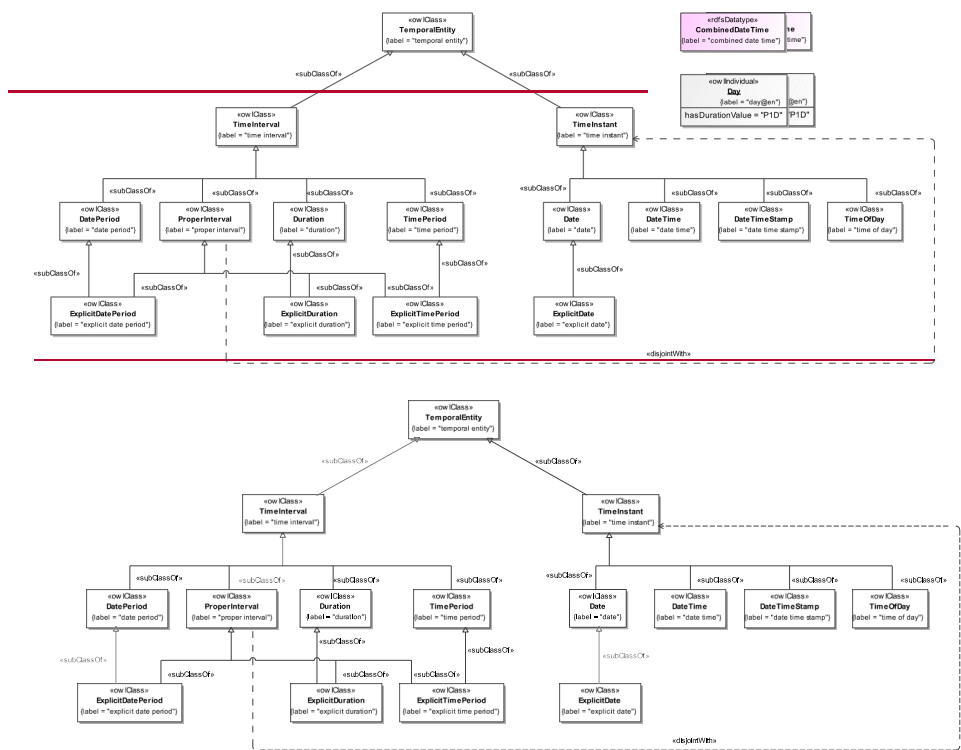 «owlClass»
TemporalEntity
{label = "temporal entity"}
«rdfsDatatype»
CombinedDateTime
{label = "combined date time"}
ne
time"}
«subClassOf»
«subClassOf»
«owlIndividual»
Day
{label = "day@en"}
@en"}
hasDurationValue = "P1D"
"P1D"
«owlClass»
TimeInterval
{label = "time interval"}
«owlClass»
TimeInstant
{label = "time instant"}
«subClassOf»
«subClassOf»
«subClassOf»
«subClassOf»
«subClassOf»
«subClassOf»
«subClassOf»
«subClassOf»
«owlClass»
DatePeriod
{label = "date period"}
«owlClass»
ProperInterval
{label = "proper interval"}
«owlClass»
Duration
{label = "duration"}
«owlClass»
TimePeriod
{label = "time period"}
«owlClass»
Date
{label = "date"}
«owlClass»
DateTime
{label = "date time"}
«owlClass»
DateTimeStamp
{label = "date time stamp"}
«owlClass»
TimeOfDay
{label = "time of day"}
«subClassOf»
«subClassOf»
«subClassOf»
«subClassOf»
«subClassOf»
«subClassOf»
«subClassOf»
«owlClass»
ExplicitDatePeriod
{label = "explicit date period"}
«owlClass»
ExplicitDuration
{label = "explicit duration"}
«owlClass»
ExplicitTimePeriod
{label = "explicit time period"}
«owlClass»
ExplicitDate
{label = "explicit date"}
«disjointWith»
«owlClass»
TemporalEntity
{label = "temporal entity"}
«subClassOf»
«subClassOf»
«owlClass»
TimeInterval
{label = "time interval"}
«owlClass»
TimeInstant
{label = "time instant"}
«subClassOf»
«subClassOf»
«subClassOf»
«subClassOf»
«subClassOf»
«subClassOf»
«subClassOf»
«subClassOf»
«owlClass»
DatePeriod
{label = "date period"}
«owlClass»
ProperInterval
{label = "proper interval"}
«owlClass»
Duration
{label = "duration"}
«owlClass»
TimePeriod
{label = "time period"}
«owlClass»
Date
{label = "date"}
«owlClass»
DateTime
{label = "date time"}
«owlClass»
DateTimeStamp
{label = "date time stamp"}
«owlClass»
TimeOfDay
{label = "time of day"}
«subClassOf»
«subClassOf»
«subClassOf»
«subClassOf»
«subClassOf»
«subClassOf»
«subClassOf»
«owlClass»
ExplicitDatePeriod
{label = "explicit date period"}
«owlClass»
ExplicitDuration
{label = "explicit duration"}
«owlClass»
ExplicitTimePeriod
{label = "explicit time period"}
«owlClass»
ExplicitDate
{label = "explicit date"}
«disjointWith»